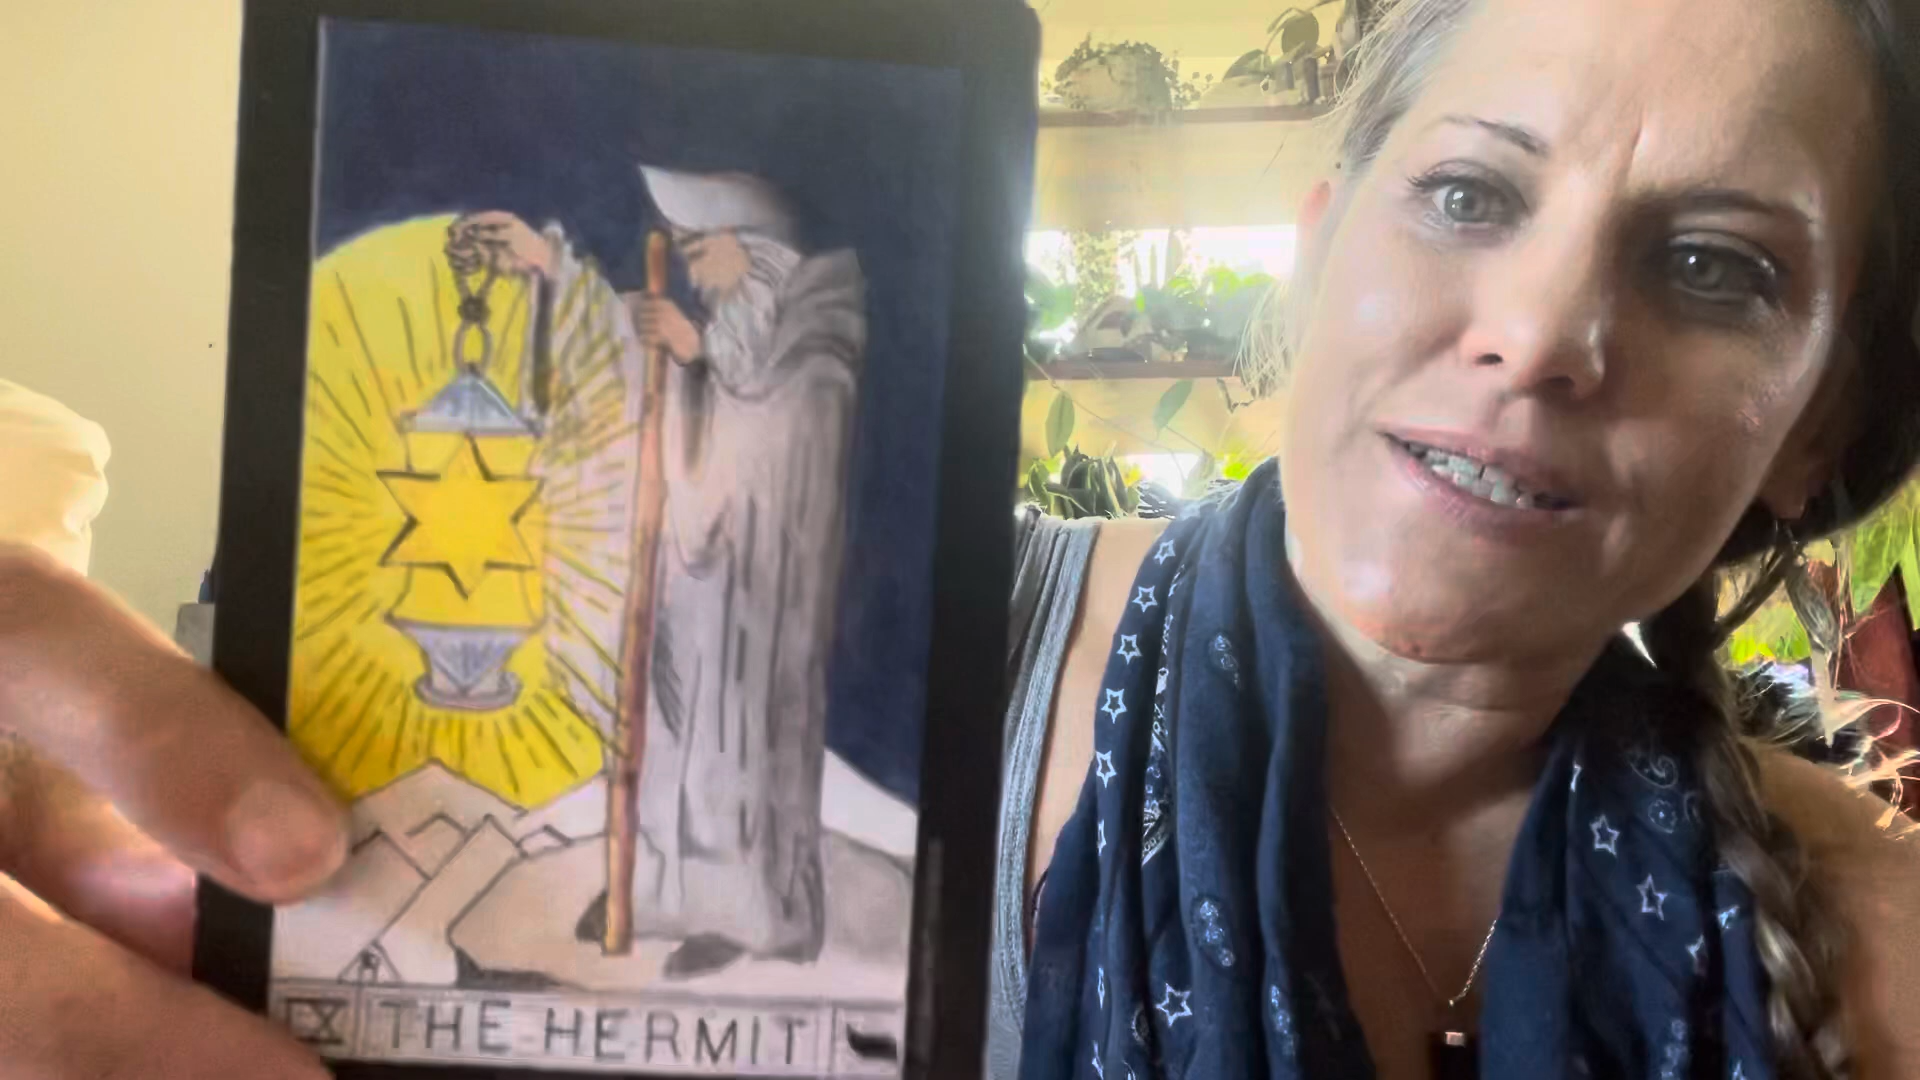 IX THE HERMIT י